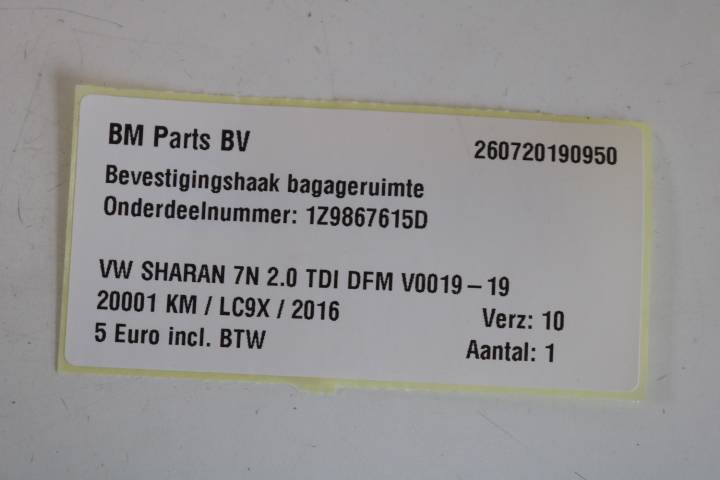 BM Parts BV 260720190950
Bevestigingshaak bagageruimte
Onderdeelnummer: 1Z9867615D
VW SHARAN 7N 2.0 TDI DFM V0019-19
20001 KM / LC9X / 2016 Verz: 10
5 Euro incl. BTW Aantal: 1